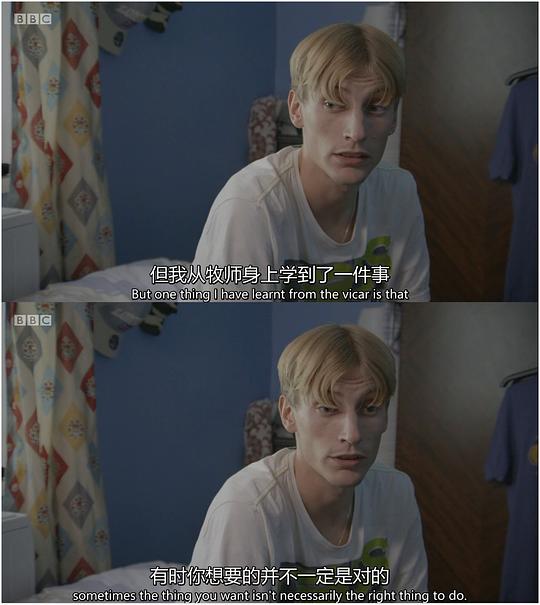 BBC
但我从牧师身上学到了一件事
But one thing I have learnt from the vicar is that
BBC
有时你想要的并不一定是对的
sometimes the thing you want isn't necessarily the right thing to do.